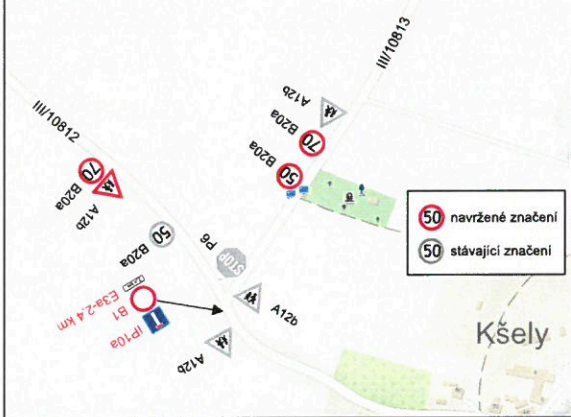 III/10813
A12b
70
B20a
B20a
50
III/10812
70
B20a
A12b
50
B20a
P6
STOP
E3a-2,4 km
B1
IP10a
A12b
A12b
50 navržené značení
50 stávající značení
Kšely